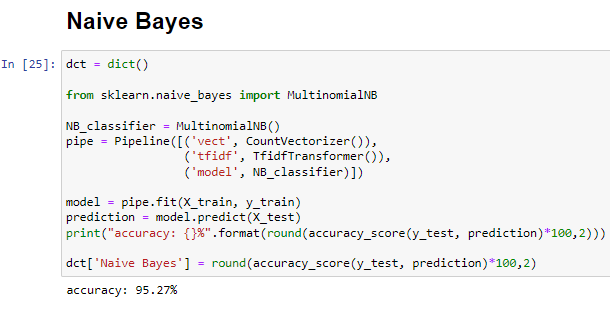 Naive Bayes
In [25]: dct = dict()
from sklearn.naive_bayes import MultinomialNB
NB_classifier = MultinomialNB()
pipe = Pipeline([('vect', CountVectorizer()),
('tfidf', TfidfTransformer()),
('model', NB_classifier)])
model = pipe.fit(X_train, y_train)
prediction = model.predict(X_test)
print("accuracy: {}%".format(round(accuracy_score(y_test, prediction)*100,2)))
dct['Naive Bayes'] = round(accuracy_score(y_test, prediction)*100,2)
accuracy: 95.27%